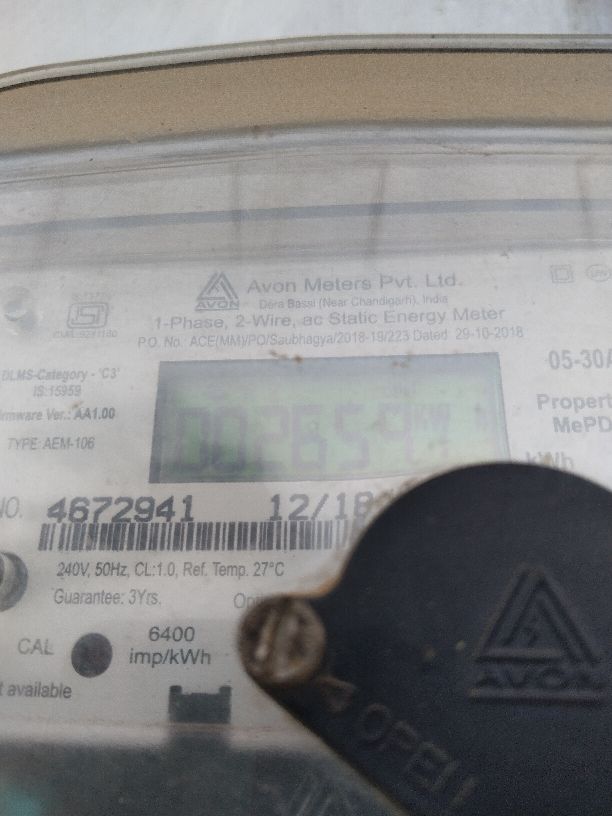 Avon Meters Pvt. Ltd.
AVON
Dera Bassi (Near Chandigarh), India
1-Phase, 2-Wire, ac Static Energy Meter
P.O. No.: ACE(MM)/PO/Saubhagya/2018-19/223 Dated: 29-10-2018
DLMS-Category - 'C3'
IS:15959
Ver.: AA1.00
TYPE: AEM-106
05-30
MePD
kWh
002659
NO. 4672941 12/18
240V, 50Hz, CL:1.0, Ref. Temp. 27°C
Guarantee: 3Yrs.
CAL
6400
imp/kWh
available
AVON
OPEN